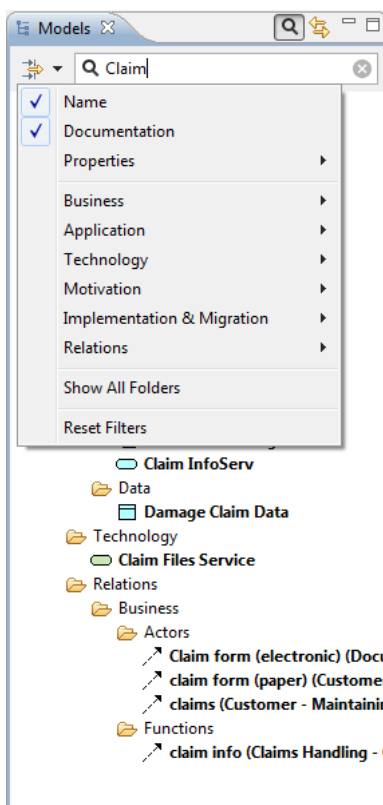 Models
Claim
Name
Documentation
Properties
Business
Application
Technology
Motivation
Implementation & Migration
Relations
Show All Folders
Reset Filters
Claim InfoServ
Data
Damage Claim Data
Technology
Claim Files Service
Relations
Business
Actors
Claim form (electronic) (Docu
claim form (paper) (Customer
claims (Customer - Maintainin
Functions
claim info (Claims Handling -